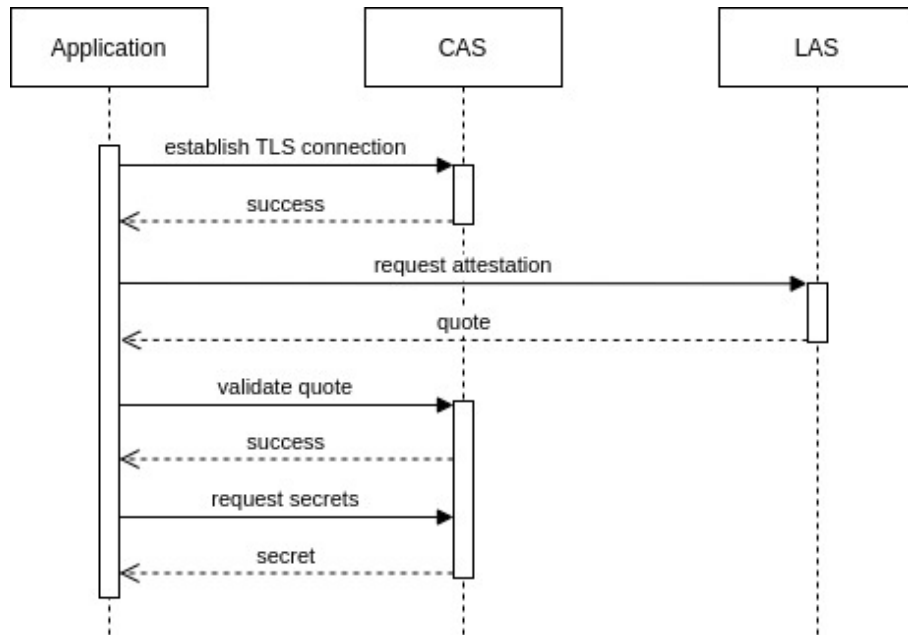 Application
CAS
LAS
establish TLS connection
success
request attestation
quote
validate quote
success
request secrets
secret